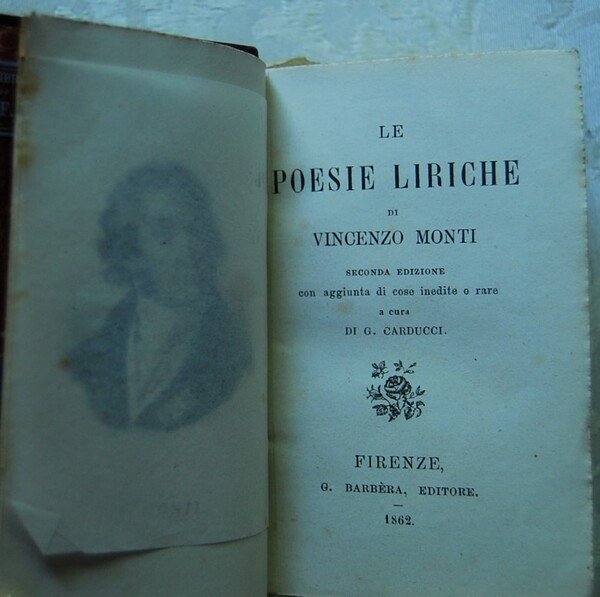 LE
POESIE LIRICHE
DI
VINCENZO MONTI
SECONDA EDIZIONE
con aggiunta di cose inedite o rare
a cura
DI G. CARDUCCI.
FIRENZE,
G. BARBÈRA, EDITORE.
1862.